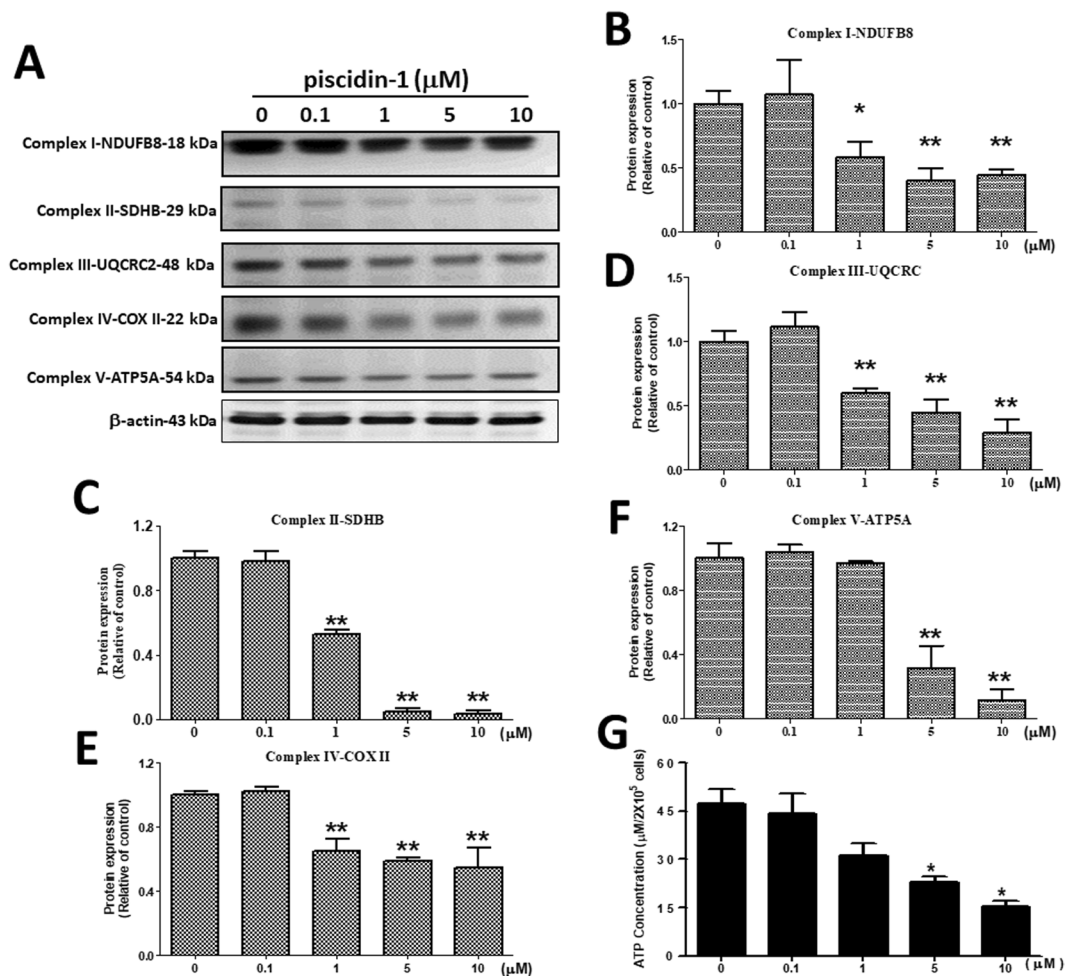 A
piscidin-1 (μM)
0 0.1 1 5 10
Complex I-NDUFB8-18 kDa
Complex II-SDHB-29 kDa
Complex III-UQCRC2-48 kDa
Complex IV-COX II-22 kDa
Complex V-ATP5A-54 kDa
β-actin-43 kDa
B
Complex I-NDUFB8
Protein expression
(Relative of control)
1.5
1.0
0.5
0.0
* ** **
0 0.1 1 5 10 (μM)
D
Complex III-UQCRC
Protein expression
(Relative of control)
1.5
1.0
0.5
0.0
** ** **
0 0.1 1 5 10 (μM)
C
Complex II-SDHB
Protein expression
(Relative of control)
1.2
0.8
0.4
0.0
** ** **
0 0.1 1 5 10 (μM)
F
Complex V-ATP5A
Protein expression
(Relative of control)
1.2
0.8
0.4
0.0
** **
0 0.1 1 5 10 (μM)
E
Complex IV-COX II
Protein expression
(Relative of control)
1.2
0.8
0.4
0.0
** ** **
0 0.1 1 5 10 (μM)
G
ATP Concentration (μM/2X10⁵ cells)
60
45
30
15
0
* *
0 0.1 1 5 10 (μM)